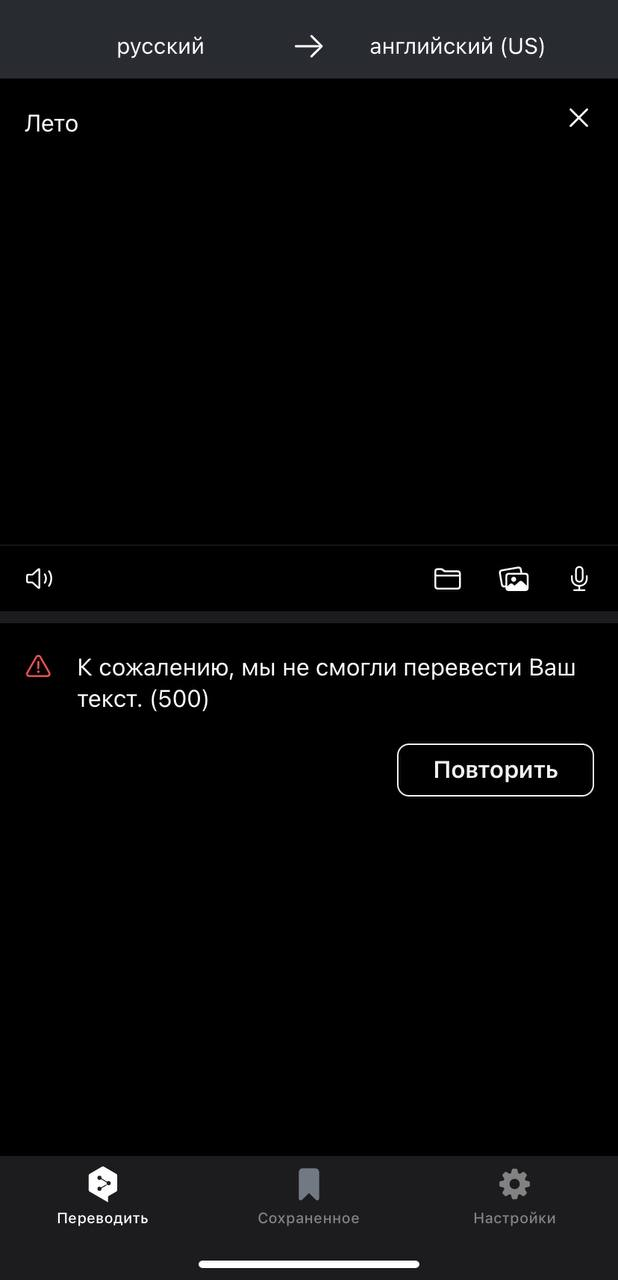 русский → английский (US)
Лето
К сожалению, мы не смогли перевести Ваш
текст. (500)
Повторить
Переводить Сохраненное Настройки